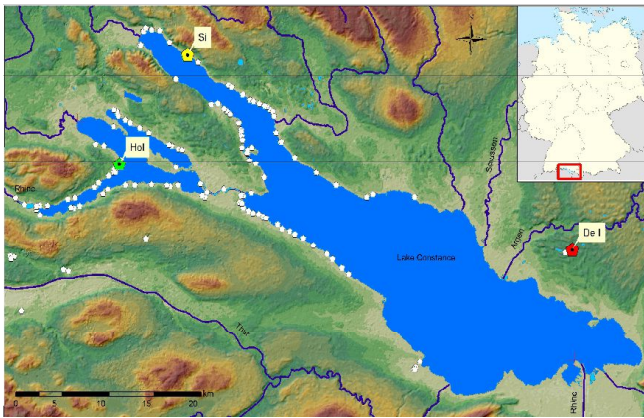 Si
Hol
Rhine
Schussen
Argen
De I
Lake Constance
Thur
Rhine
0
5
10
15
20
km